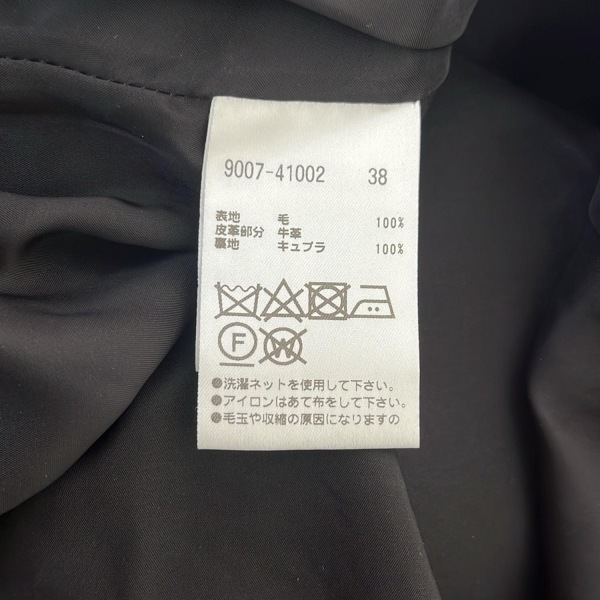 9007-41002 38
表地 毛 100%
皮革部分 牛革
裏地 キュプラ 100%
F W
●洗濯ネットを使用して下さい。
●アイロンはあて布をして下さい。
●毛玉や収縮の原因になりますの